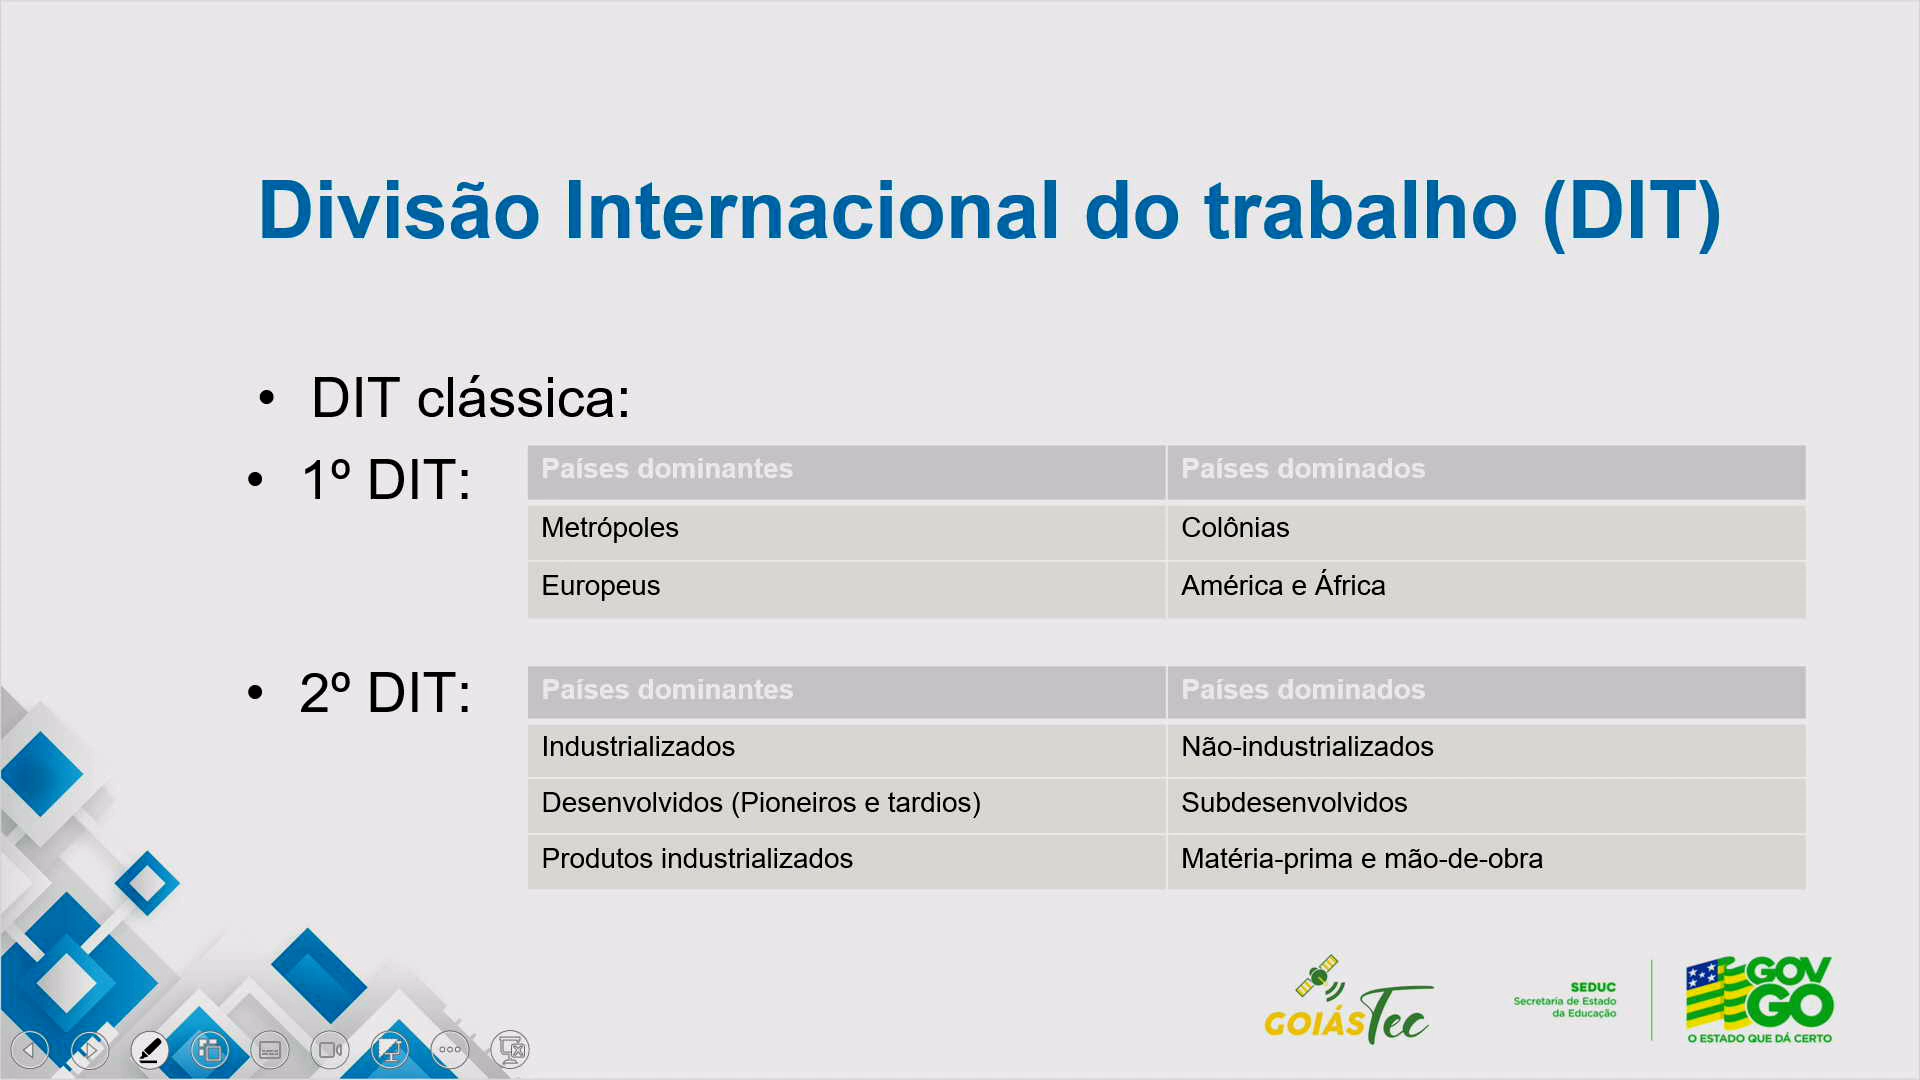 Divisão Internacional do trabalho (DIT)
• DIT clássica:
• 1º DIT:
Países dominantes Países dominados
Metrópoles Colônias
Europeus América e África
• 2º DIT:
Países dominantes Países dominados
Industrializados Não-industrializados
Desenvolvidos (Pioneiros e tardios) Subdesenvolvidos
Produtos industrializados Matéria-prima e mão-de-obra
GOIÁSTec
SEDUC
Secretaria de Estado
da Educação
GOV
GO
O ESTADO QUE DÁ CERTO